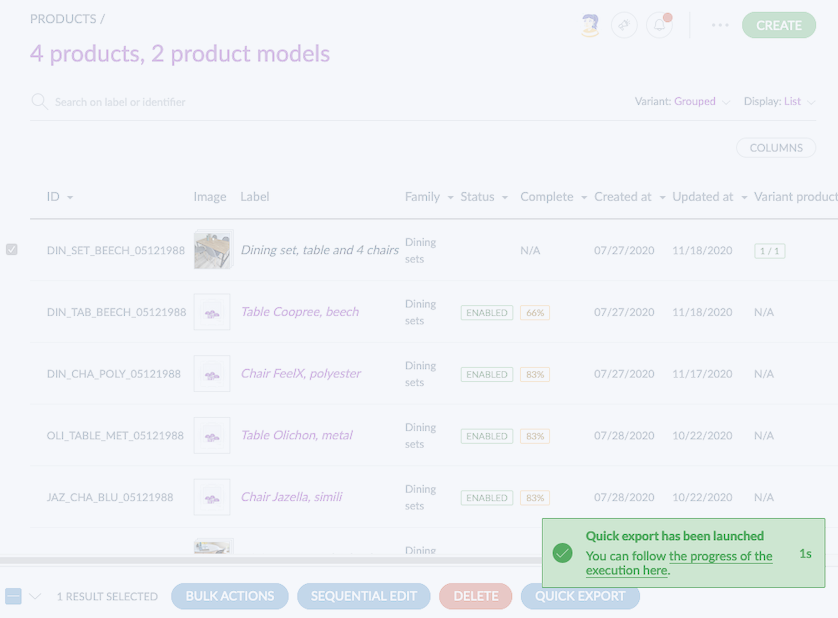 PRODUCTS /
CREATE
4 products, 2 product models
Search on label or identifier
Variant: Grouped
Display: List
COLUMNS
ID Image Label Family Status Complete Created at Updated at Variant product
DIN_SET_BEECH_05121988 Dining set, table and 4 chairs Dining sets N/A 07/27/2020 11/18/2020 1 / 1
DIN_TAB_BEECH_05121988 Table Coopree, beech Dining sets ENABLED 66% 07/27/2020 11/18/2020 N/A
DIN_CHA_POLY_05121988 Chair FeelX, polyester Dining sets ENABLED 83% 07/27/2020 11/17/2020 N/A
OLI_TABLE_MET_05121988 Table Olichon, metal Dining sets ENABLED 83% 07/28/2020 10/22/2020 N/A
JAZ_CHA_BLU_05121988 Chair Jazella, simili Dining sets ENABLED 83% 07/28/2020 10/22/2020 N/A
Dining
Quick export has been launched
You can follow the progress of the
execution here.
1s
1 RESULT SELECTED BULK ACTIONS SEQUENTIAL EDIT DELETE QUICK EXPORT